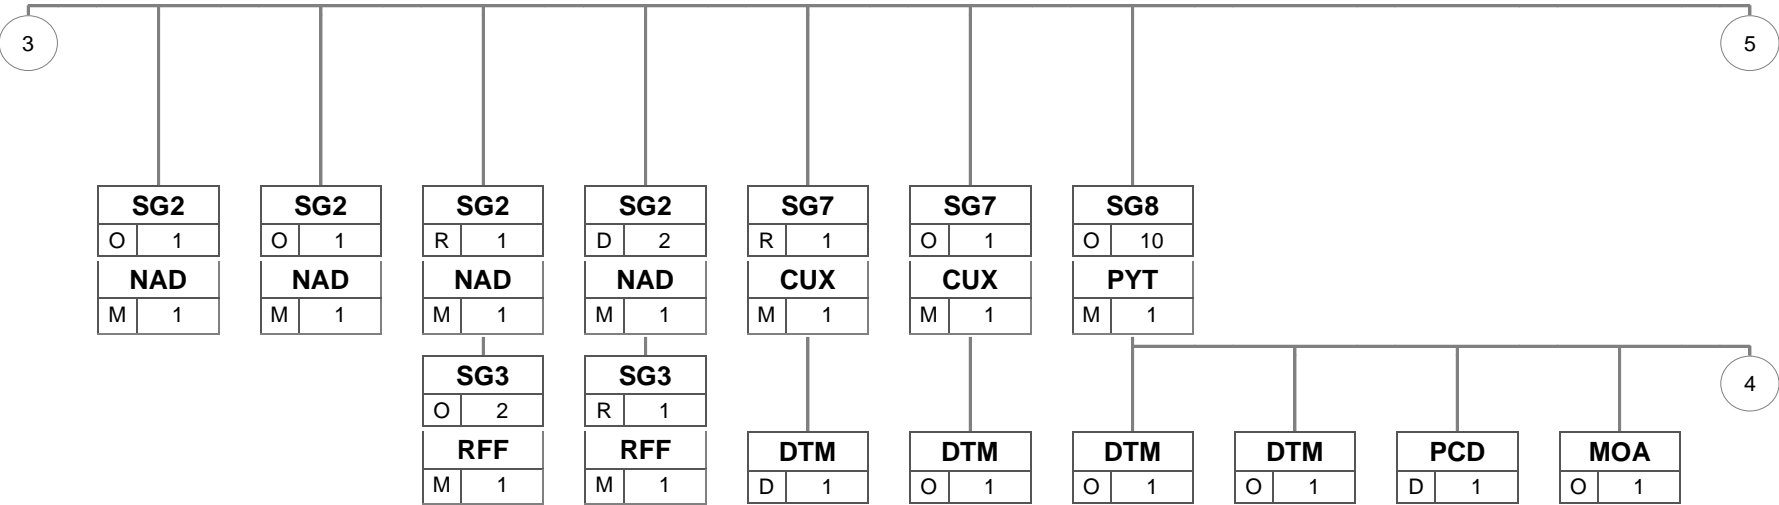 3
5
SG2 SG2 SG2 SG2 SG7 SG7 SG8
O 1 O 1 R 1 D 2 R 1 O 1 O 10
NAD NAD NAD NAD CUX CUX PYT
M 1 M 1 M 1 M 1 M 1 M 1 M 1
SG3 SG3
4
O 2 R 1
RFF RFF DTM DTM DTM DTM PCD MOA
M 1 M 1 D 1 O 1 O 1 O 1 D 1 O 1